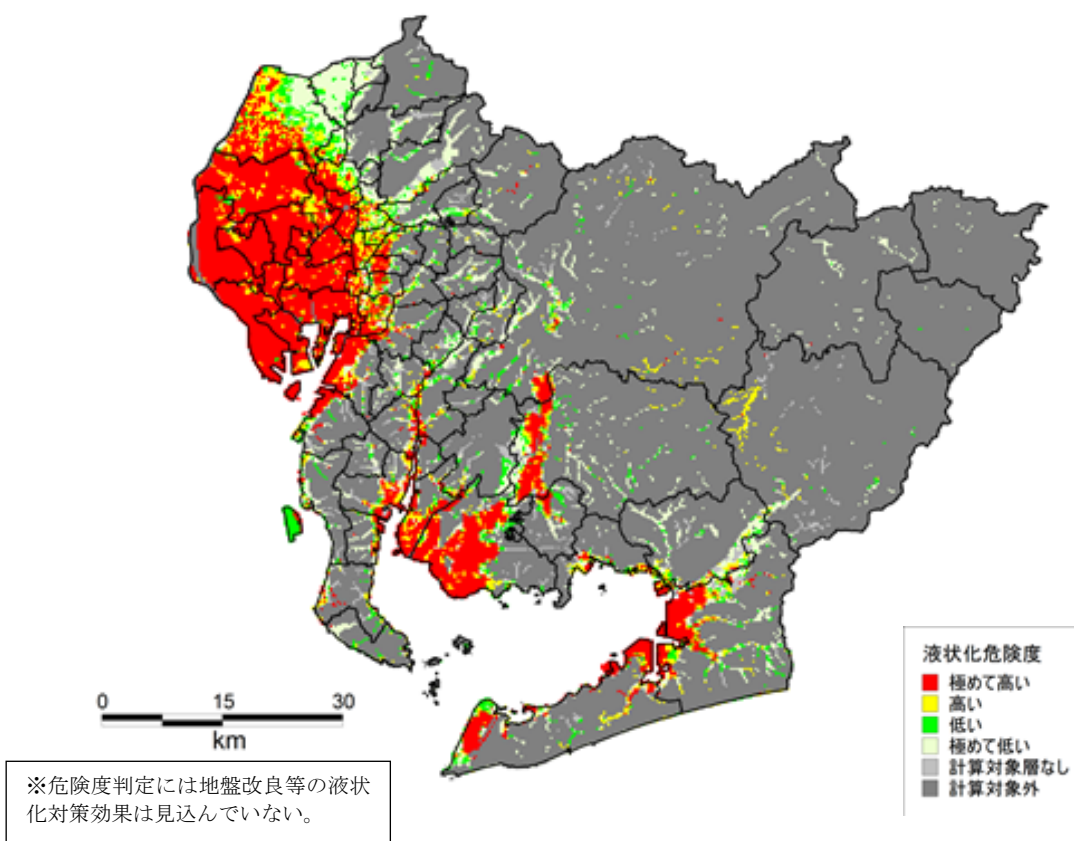 0 15 30
km
※危険度判定には地盤改良等の液状
化対策効果は見込んでいない。
液状化危険度
極めて高い
高い
低い
極めて低い
計算対象層なし
計算対象外